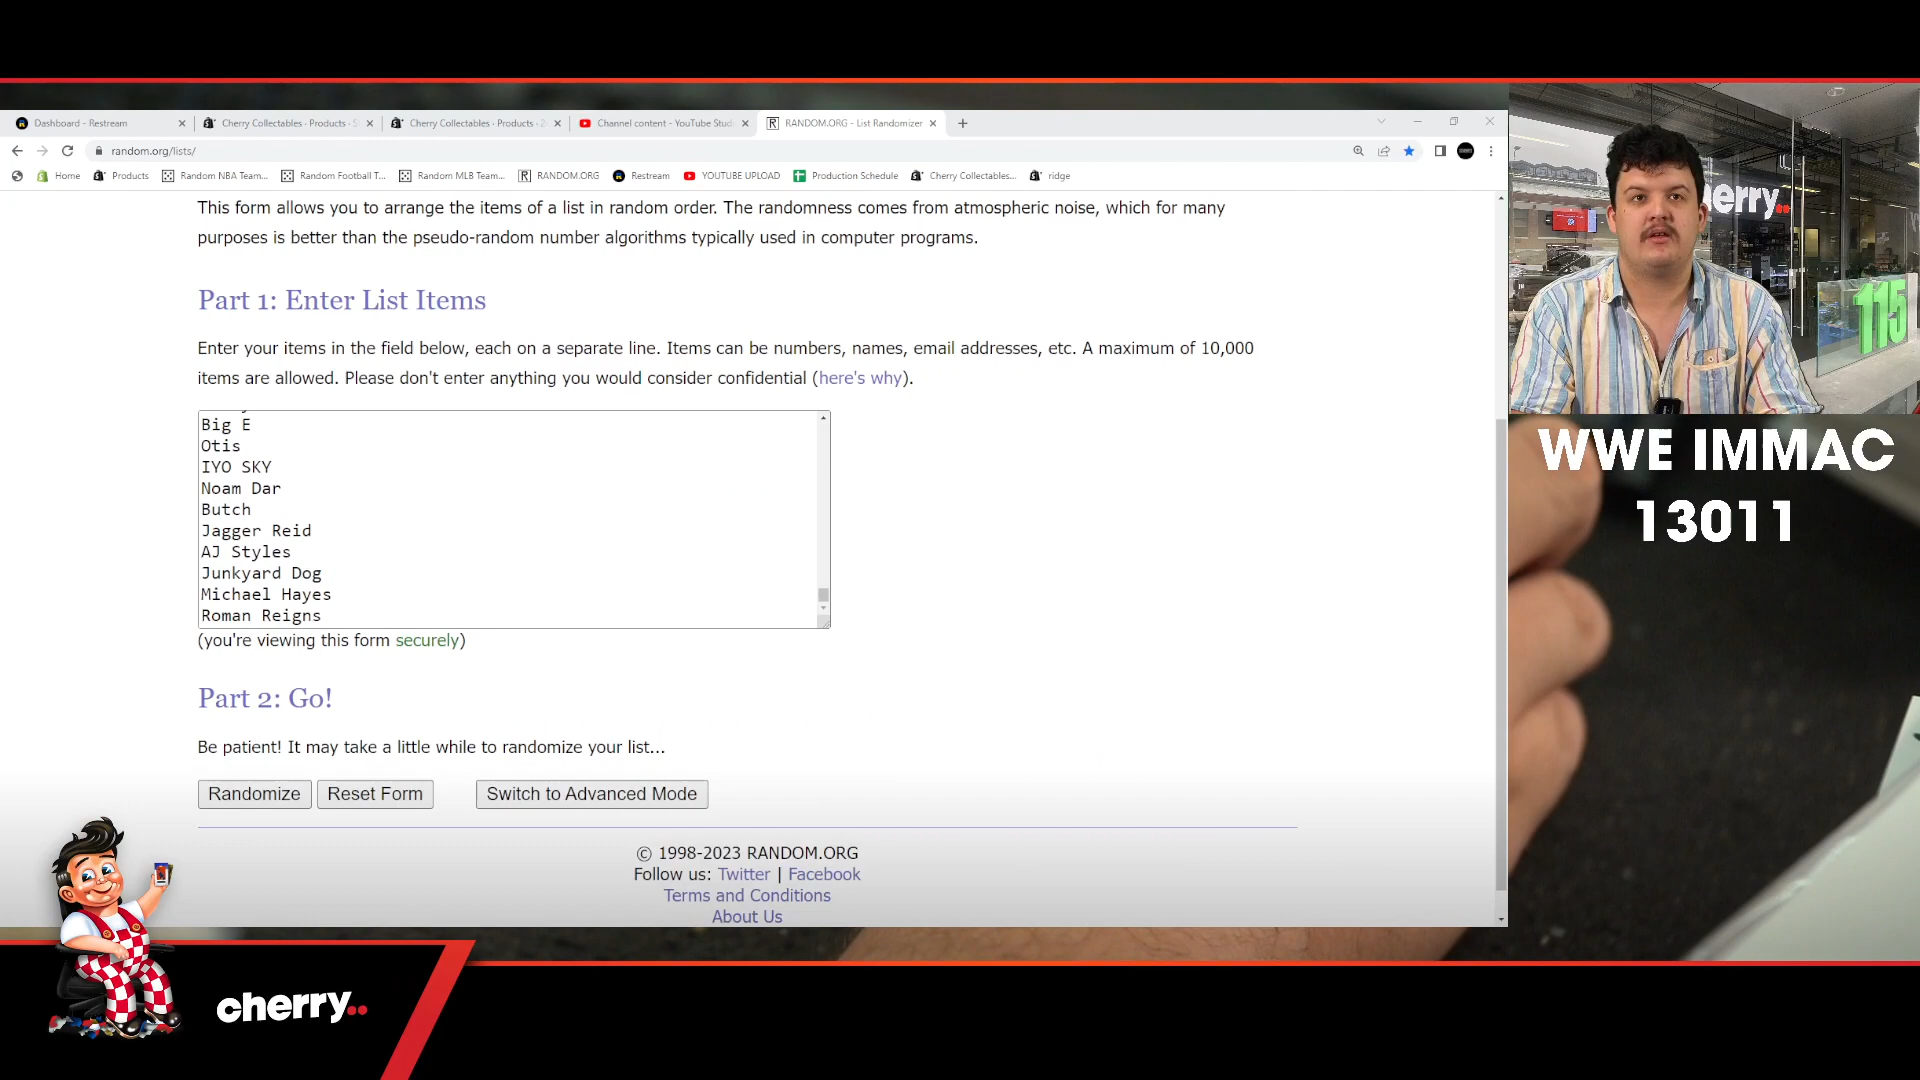 Dashboard - Restream
Cherry Collectables · Products · S
Cherry Collectables · Products · 2
Channel content - YouTube Stud
RANDOM.ORG - List Randomizer
random.org/lists/
Home
Products
Random NBA Team...
Random Football T...
Random MLB Team...
RANDOM.ORG
Restream
YOUTUBE UPLOAD
Production Schedule
Cherry Collectables...
ridge
This form allows you to arrange the items of a list in random order. The randomness comes from atmospheric noise, which for many
purposes is better than the pseudo-random number algorithms typically used in computer programs.
Part 1: Enter List Items
Enter your items in the field below, each on a separate line. Items can be numbers, names, email addresses, etc. A maximum of 10,000
items are allowed. Please don't enter anything you would consider confidential (here's why).
Big E
Otis
IYO SKY
Noam Dar
Butch
Jagger Reid
AJ Styles
Junkyard Dog
Michael Hayes
Roman Reigns
(you're viewing this form securely)
Part 2: Go!
Be patient! It may take a little while to randomize your list...
Randomize
Reset Form
Switch to Advanced Mode
© 1998-2023 RANDOM.ORG
Follow us: Twitter | Facebook
Terms and Conditions
About Us
erry..
115
WWE IMMAC
13011
cherry..